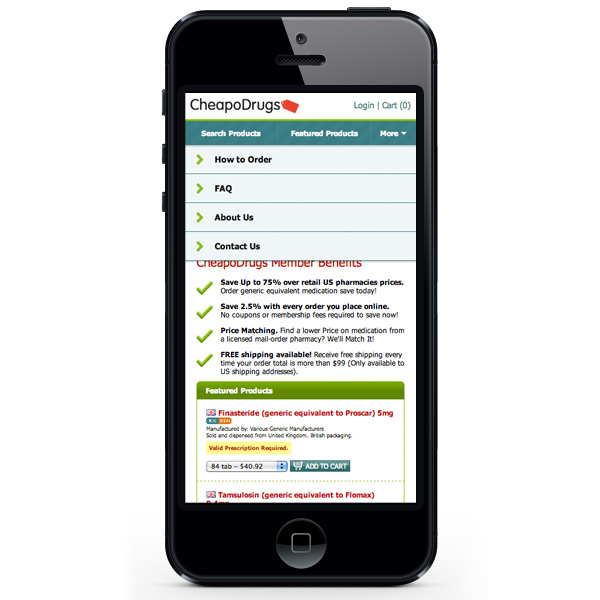 CheapoDrugs
Login | Cart (0)
Search Products
Featured Products
More
How to Order
FAQ
About Us
Contact Us
CheapoDrugs Member Benefits
Save Up to 75% over retail US pharmacies prices.
Order generic equivalent medication save today!
Save 2.5% with every order you place online.
No coupons or membership fees required to save now!
Price Matching. Find a lower Price on medication from
a licensed mail-order pharmacy? We'll Match It!
FREE shipping available! Receive free shipping every
time your order total is more than $99 (Only available to
US shipping addresses).
Featured Products
Finasteride (generic equivalent to Proscar) 5mg
Manufactured by: Various Generic Manufacturers
Sold and dispensed from United Kingdom. British packaging.
Valid Prescription Required.
84 tab - $40.92
ADD TO CART
Tamsulosin (generic equivalent to Flomax)